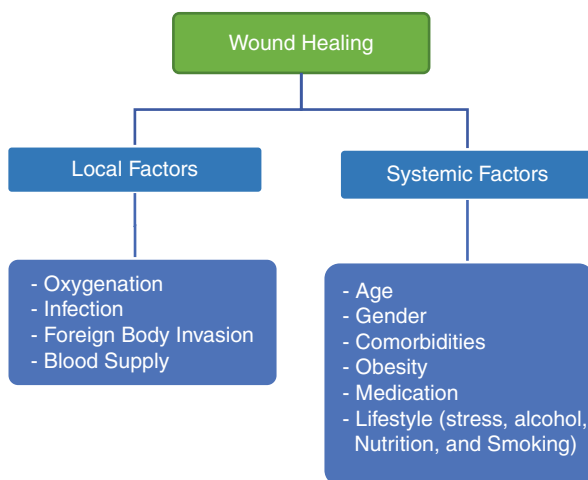 Wound Healing
Local Factors
- Oxygenation
- Infection
- Foreign Body Invasion
- Blood Supply
Systemic Factors
- Age
- Gender
- Comorbidities
- Obesity
- Medication
- Lifestyle (stress, alcohol,
Nutrition, and Smoking)